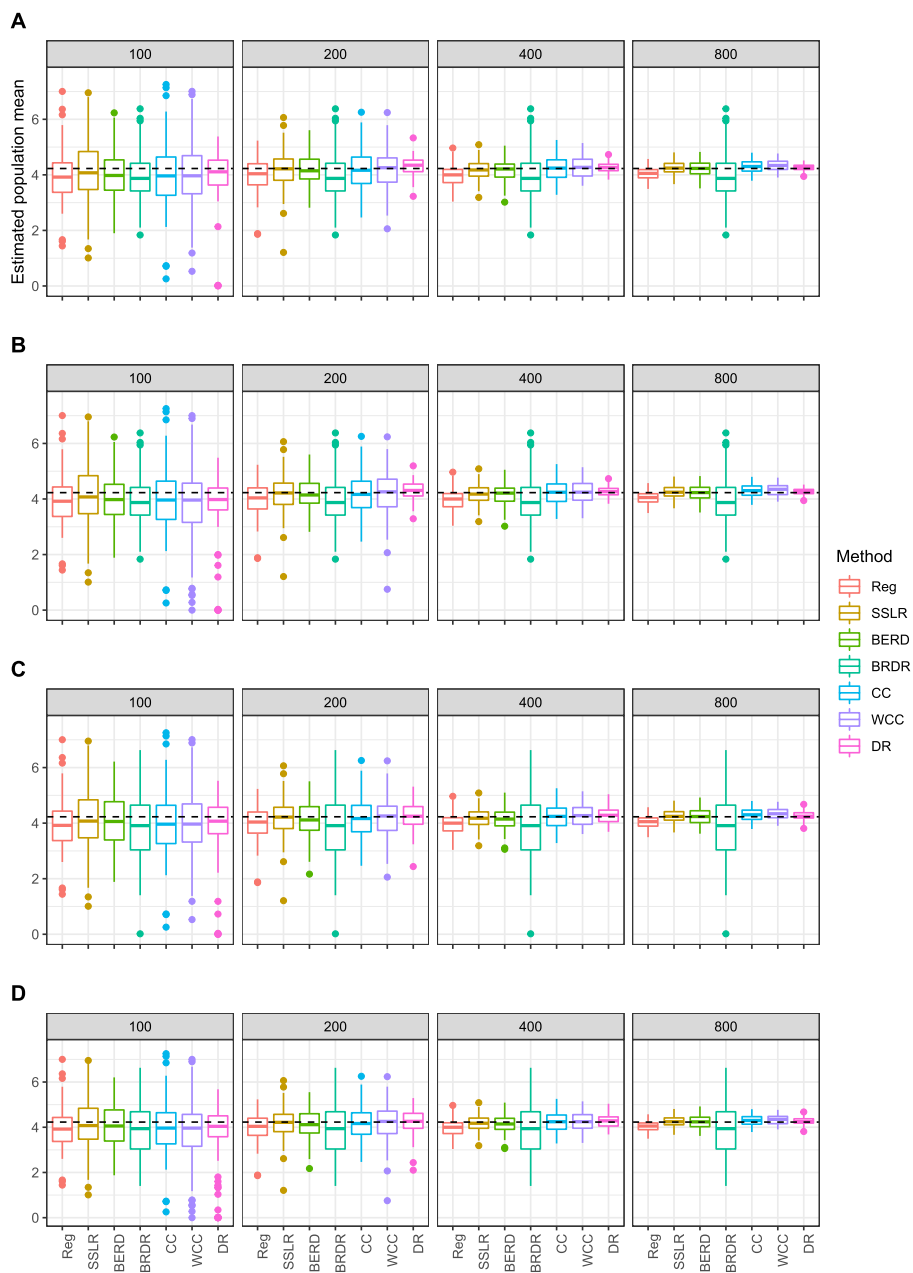 A
100 200 400 800
Estimated population mean
6
4
2
0
B
100 200 400 800
6
4
2
0
Method
Reg
SSLR
BERD
BRDR
CC
WCC
DR
C
100 200 400 800
6
4
2
0
D
100 200 400 800
6
4
2
0
Reg SSLR BERD BRDR CC WCC DR Reg SSLR BERD BRDR CC WCC DR Reg SSLR BERD BRDR CC WCC DR Reg SSLR BERD BRDR CC WCC DR